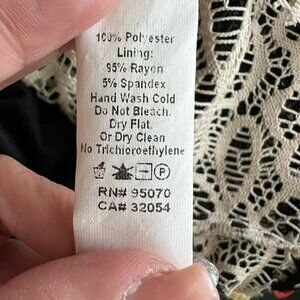 100% Polyester
Lining:
95% Rayon
5% Spandex
Hand Wash Cold
Do Not Bleach.
Dry Flat.
Or Dry Clean
No Trichloroethylene
P
RN# 95070
CA# 32054